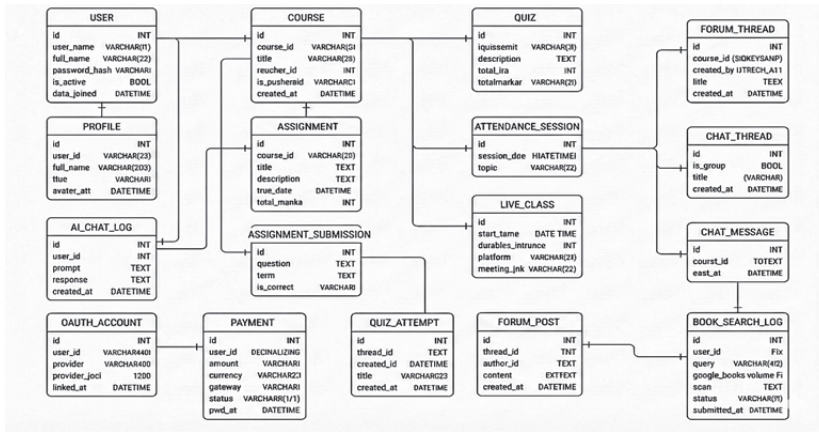 USER
id INT
user_name VARCHAR(11)
full_name VARCHAR(22)
password_hash VARCHARI
is_active BOOL
data_joined DATETIME
PROFILE
id INT
user_id VARCHAR(23)
full_name VARCHAR(2D3)
ttue VARCHARI
avater_att DATETIME
AI_CHAT_LOG
id INT
user_id INT
prompt TEXT
response TEXT
created_at DATETIME
OAUTH_ACCOUNT
id INT
user_id VARCHAR440I
provider VARCHAR400
provider_joci 1200
linked_at DATETIME
COURSE
id INT
course_id VARCHAR(SI
title VARCHAR(28)
reucher_id INT
is_pusheraid VARCHARC1
created_at DATETIME
ASSIGNMENT
id INT
course_id VARCHAR(20)
title TEXT
description TEXT
true_date DATETIME
total_manka INT
ASSIGNMENT_SUBMISSION
id INT
question TEXT
term TEXT
is_correct VARCHARI
PAYMENT
id INT
user_id DECINALIZING
amount VARCHARI
currency VARCHAR23
gateway VARCHARI
status VARCHARR(1/1)
pwd_at DATETIME
QUIZ_ATTEMPT
id INT
thread_id TEXT
created_id DATETIME
title VARCHARG23
created_at DATETIME
QUIZ
id INT
iquissemit VARCHAR(3I)
description TEXT
total_ira INT
totalmarkar VARCHAR(2I)
ATTENDANCE_SESSION
id INT
session_doe HIATETIMEI
topic VARCHAR(22)
LIVE_CLASS
id INT
start_tame DATE TIME
durables_intrunce INT
platform VARCHAR(23)
meeting_jnk VARCHAR(22)
FORUM_POST
id INT
thread_id TNT
author_id TEXT
content EXTTEXT
created_at DATETIME
FORUM_THREAD
id INT
course_id (SIQKEYSANP)
created_by IJTRECH_A11
litle TEEX
created_at DATETIME
CHAT_THREAD
id INT
is_group BOOL
title (VARCHAR)
created_at DATETIME
CHAT_MESSAGE
id INT
courst_id TOTEXT
east_at DATETIME
BOOK_SEARCH_LOG
id INT
user_id Fix
query VARCHAR(4I2)
google_books volume Fi
scan TEXT
status VARCHAR(11)
submitted_at DATETIME